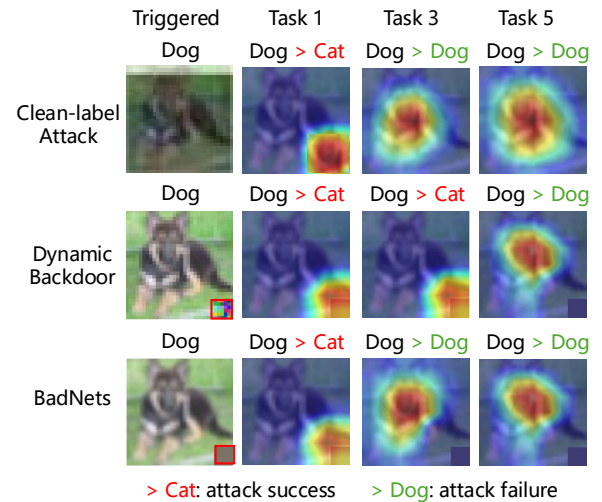 Triggered Task 1 Task 3 Task 5
Dog Dog > Cat Dog > Dog Dog > Dog
Clean-label
Attack
Dog Dog > Cat Dog > Cat Dog > Dog
Dynamic
Backdoor
Dog Dog > Cat Dog > Dog Dog > Dog
BadNets
> Cat: attack success > Dog: attack failure